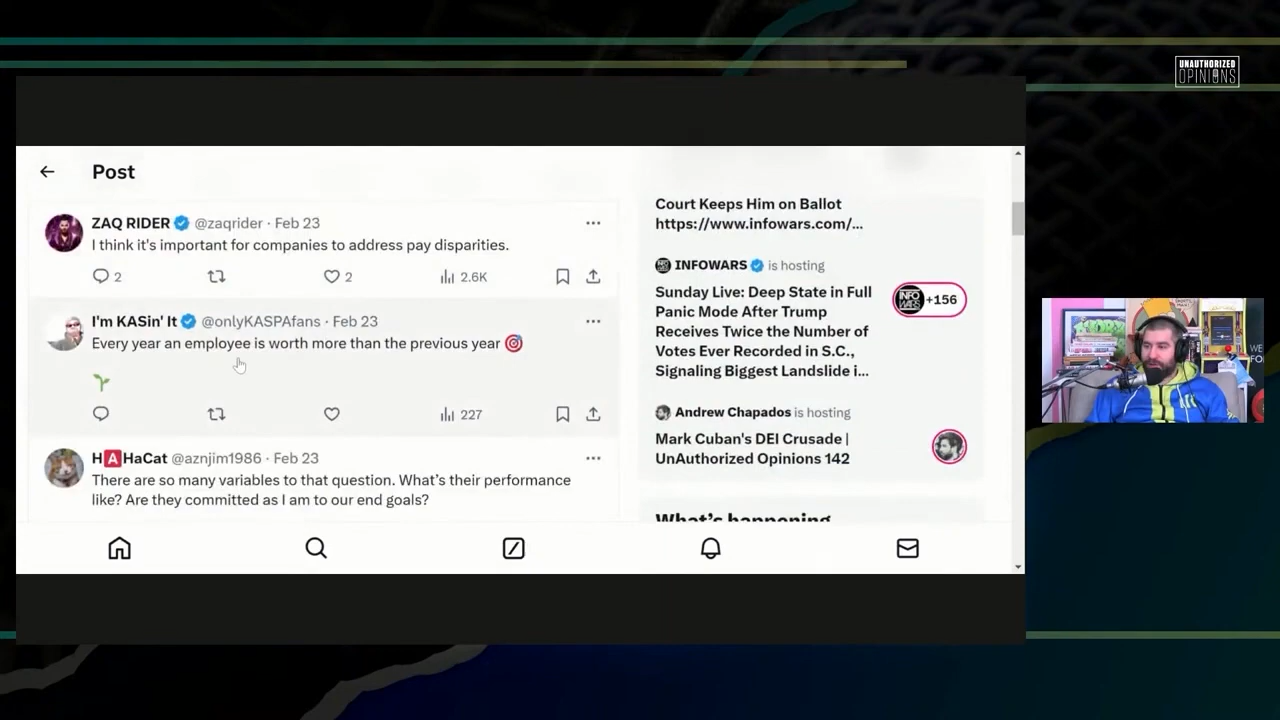 UNAUTHORIZED
OPINIONS
Post
ZAQ RIDER @zaqrider · Feb 23
I think it's important for companies to address pay disparities.
2
2
2.6K
I'm KASin' It @onlyKASPAfans · Feb 23
Every year an employee is worth more than the previous year 🎯
🌱
227
H🅰️HaCat @aznjim1986 · Feb 23
There are so many variables to that question. What's their performance
like? Are they committed as I am to our end goals?
Court Keeps Him on Ballot
https://www.infowars.com/...
INFOWARS is hosting
Sunday Live: Deep State in Full
Panic Mode After Trump
Receives Twice the Number of
Votes Ever Recorded in S.C.,
Signaling Biggest Landslide i...
INFO
WARS
+156
Andrew Chapados is hosting
Mark Cuban's DEI Crusade |
UnAuthorized Opinions 142
What's happening
WE